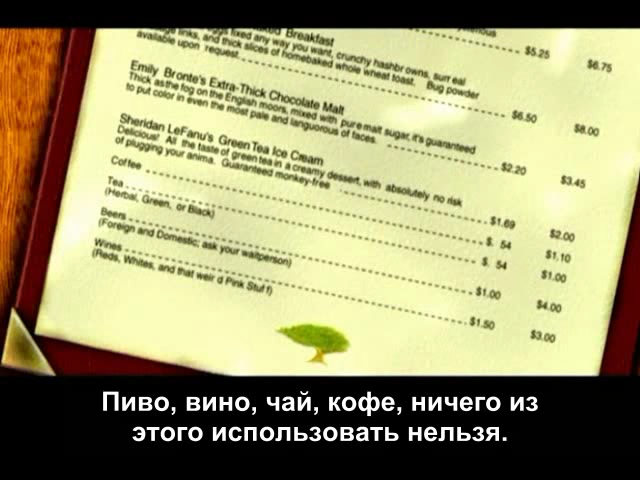 Breakfast
eggs fixed any way you want, crunchy hashbrowns, surreal
links, and thick slices of homebaked whole wheat toast. Bug powder
available upon request. $5.25 $6.75
Emily Bronte's Extra-Thick Chocolate Malt
Thick as the fog on the English moors, mixed with pure malt sugar, it's guaranteed
to put color in even the most pale and languorous of faces. $6.50 $8.00
Sheridan LeFanu's Green Tea Ice Cream
Delicious! All the taste of green tea in a creamy dessert, with absolutely no risk
of plugging your anima. Guaranteed monkey-free $2.20 $3.45
Coffee $1.69 $2.00
Tea $. 54 $1.10
(Herbal, Green, or Black) $. 54 $1.00
Beers $1.00 $4.00
(Foreign and Domestic; ask your waitperson)
Wines $1.50 $3.00
(Reds, Whites, and that weird Pink Stuff)
Пиво, вино, чай, кофе, ничего из
этого использовать нельзя.